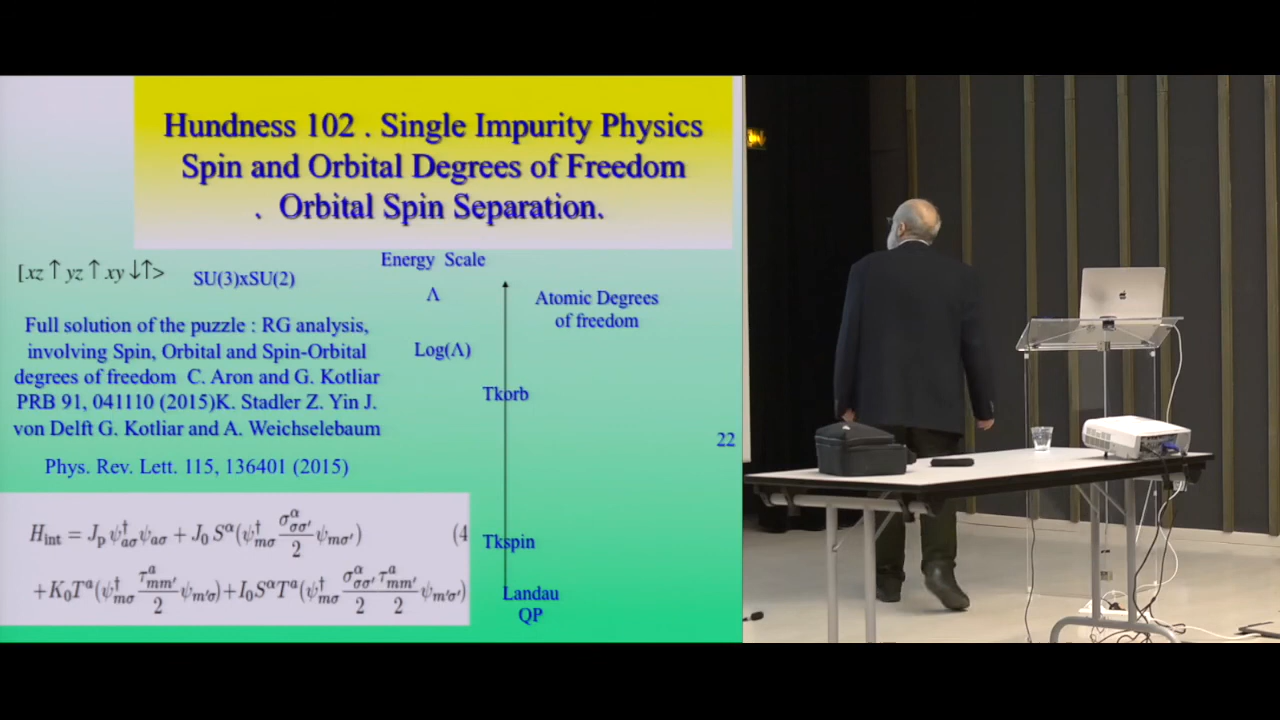 Hundness 102 . Single Impurity Physics
Spin and Orbital Degrees of Freedom
. Orbital Spin Separation.
[xz ↑ yz ↑ xy ↓↑>
SU(3)xSU(2)
Energy Scale
Λ
Log(Λ)
Atomic Degrees
of freedom
Full solution of the puzzle : RG analysis,
involving Spin, Orbital and Spin-Orbital
degrees of freedom C. Aron and G. Kotliar
PRB 91, 041110 (2015)K. Stadler Z. Yin J.
von Delft G. Kotliar and A. Weichselebaum
Phys. Rev. Lett. 115, 136401 (2015)
Tkorb
22
H_int = J_p ψ†_aσ ψ_aσ + J_0 S^α(ψ†_mσ σ^α_σσ'/2 ψ_mσ') (4
+K_0T^a(ψ†_mσ τ^a_mm'/2 ψ_m'σ)+I_0S^αT^a(ψ†_mσ σ^α_σσ'/2 τ^a_mm'/2 ψ_m'σ')
Tkspin
Landau
QP